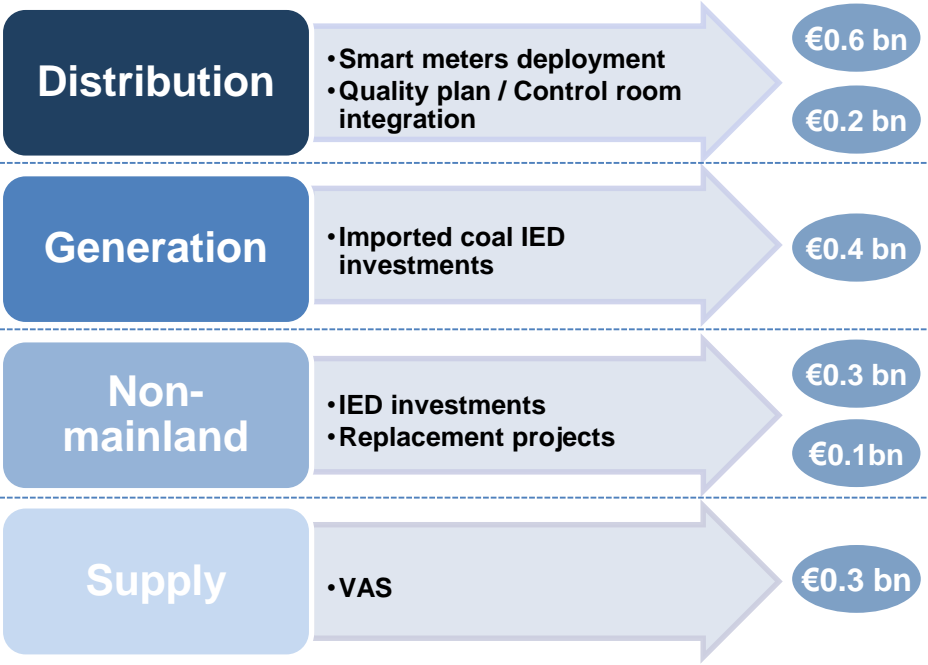 Distribution
•Smart meters deployment
•Quality plan / Control room
integration
€0.6 bn
€0.2 bn
Generation
•Imported coal IED
investments
€0.4 bn
Non-
mainland
•IED investments
•Replacement projects
€0.3 bn
€0.1bn
Supply
•VAS
€0.3 bn